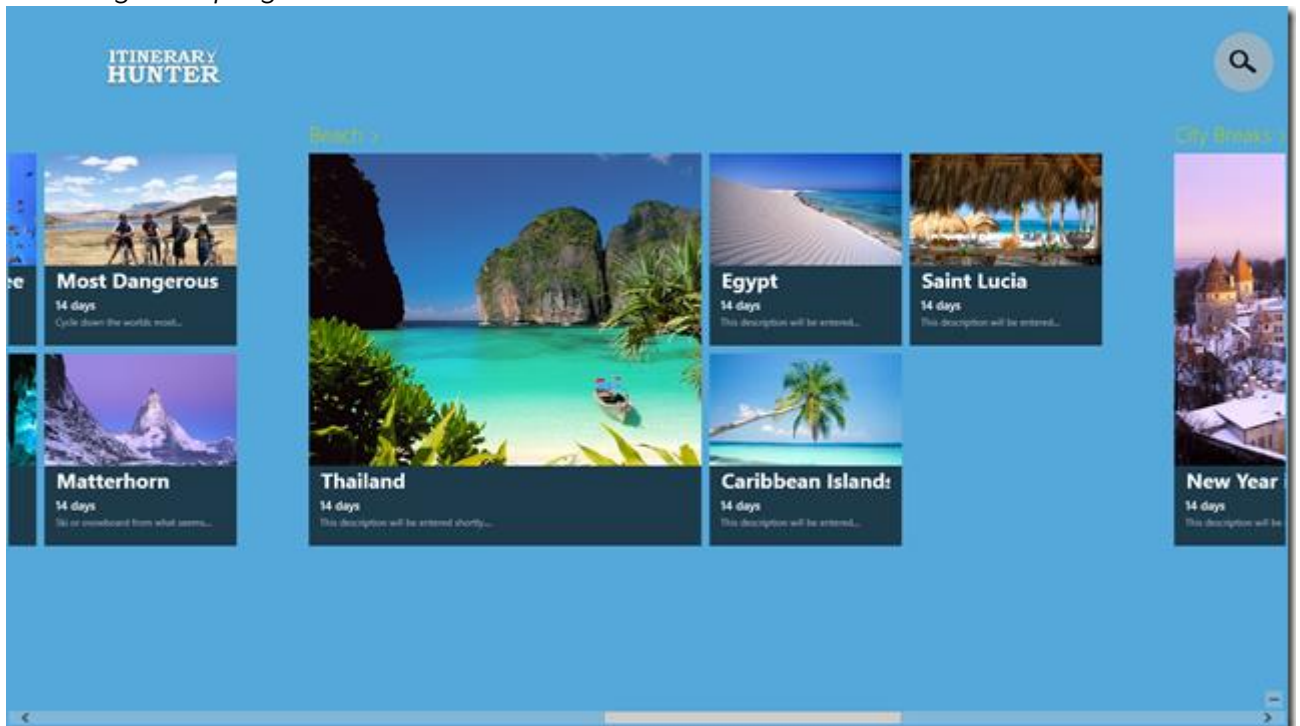 ITINERARY
HUNTER
Beach >
City Breaks >
ee
Most Dangerous
14 days
Cycle down the worlds most...
Matterhorn
14 days
Ski or snowboard from what seems...
Thailand
14 days
This description will be entered shortly....
Egypt
14 days
This description will be entered....
Saint Lucia
14 days
This description will be entered....
Caribbean Islands
14 days
This description will be entered....
New Year
14 days
This description will be